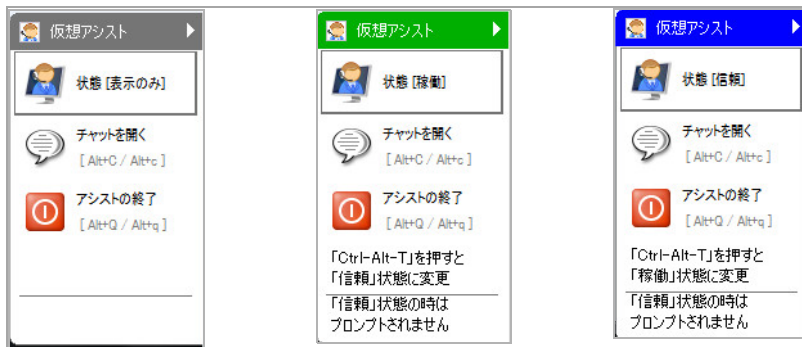 仮想アシスト
状態 [表示のみ]
チャットを開く
[ Alt+C / Alt+c ]
アシストの終了
[ Alt+Q / Alt+q ]
仮想アシスト
状態 [稼働]
チャットを開く
[ Alt+C / Alt+c ]
アシストの終了
[ Alt+Q / Alt+q ]
「Ctrl-Alt-T」を押すと
「信頼」状態に変更
「信頼」状態の時は
プロンプトされません
仮想アシスト
状態 [信頼]
チャットを開く
[ Alt+C / Alt+c ]
アシストの終了
[ Alt+Q / Alt+q ]
「Ctrl-Alt-T」を押すと
「稼働」状態に変更
「信頼」状態の時は
プロンプトされません